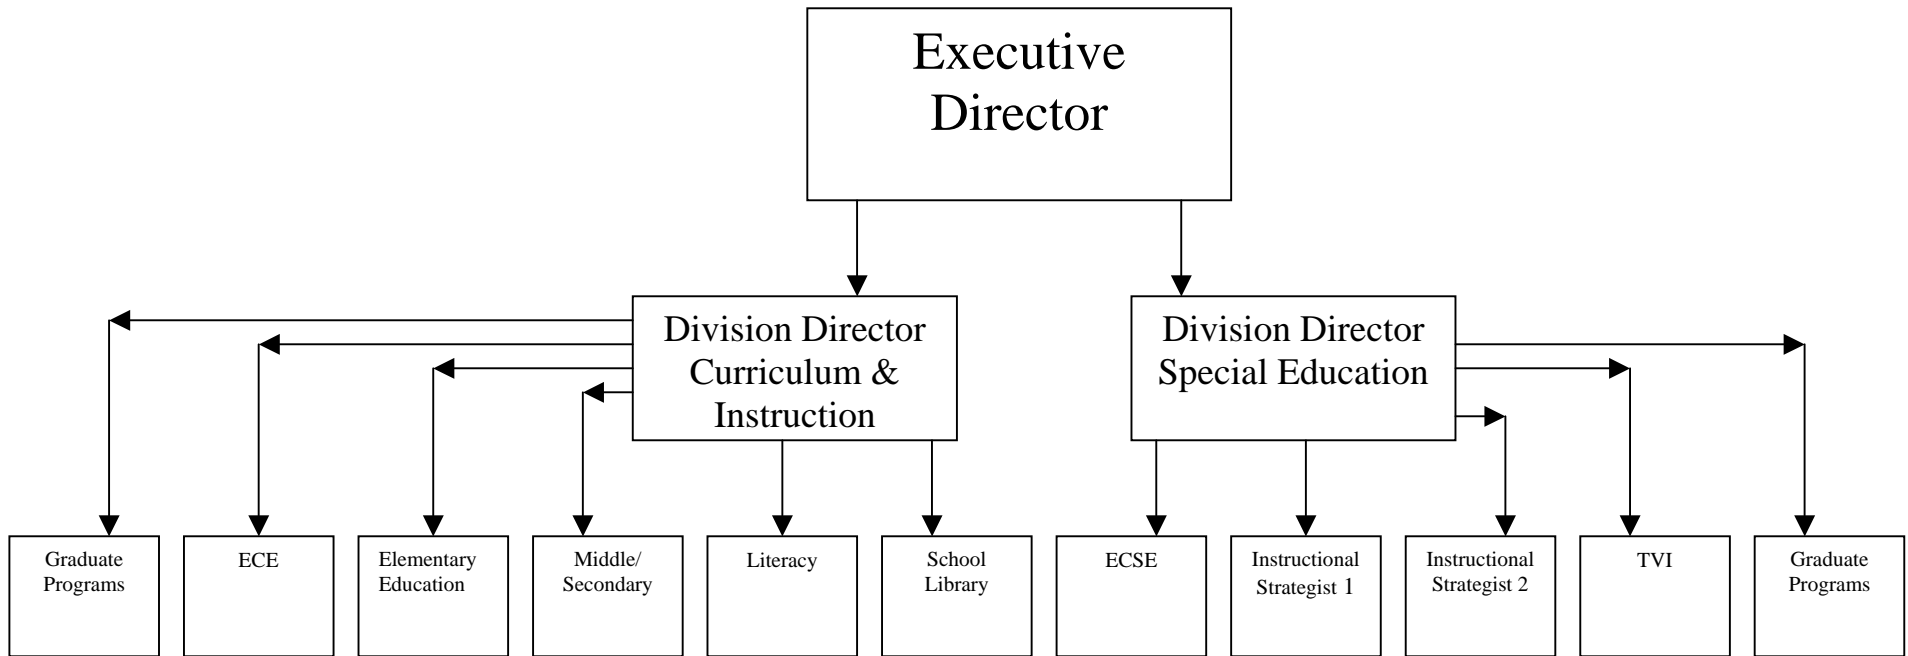 Executive
Director
Division Director
Curriculum &
Instruction
Division Director
Special Education
Graduate
Programs
ECE
Elementary
Education
Middle/
Secondary
Literacy
School
Library
ECSE
Instructional
Strategist 1
Instructional
Strategist 2
TVI
Graduate
Programs